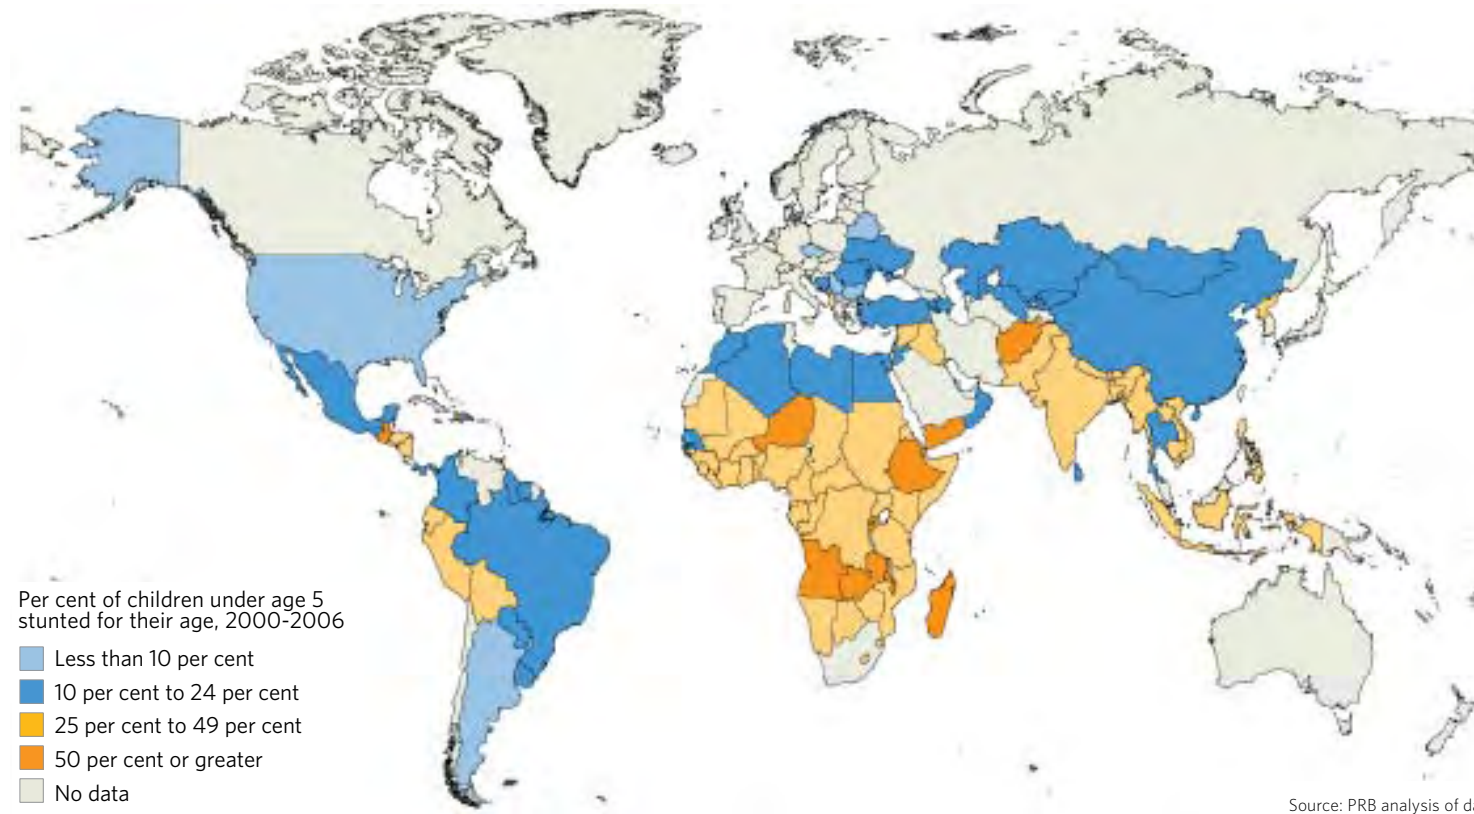 Per cent of children under age 5
stunted for their age, 2000-2006
Less than 10 per cent
10 per cent to 24 per cent
25 per cent to 49 per cent
50 per cent or greater
No data
Source: PRB analysis of